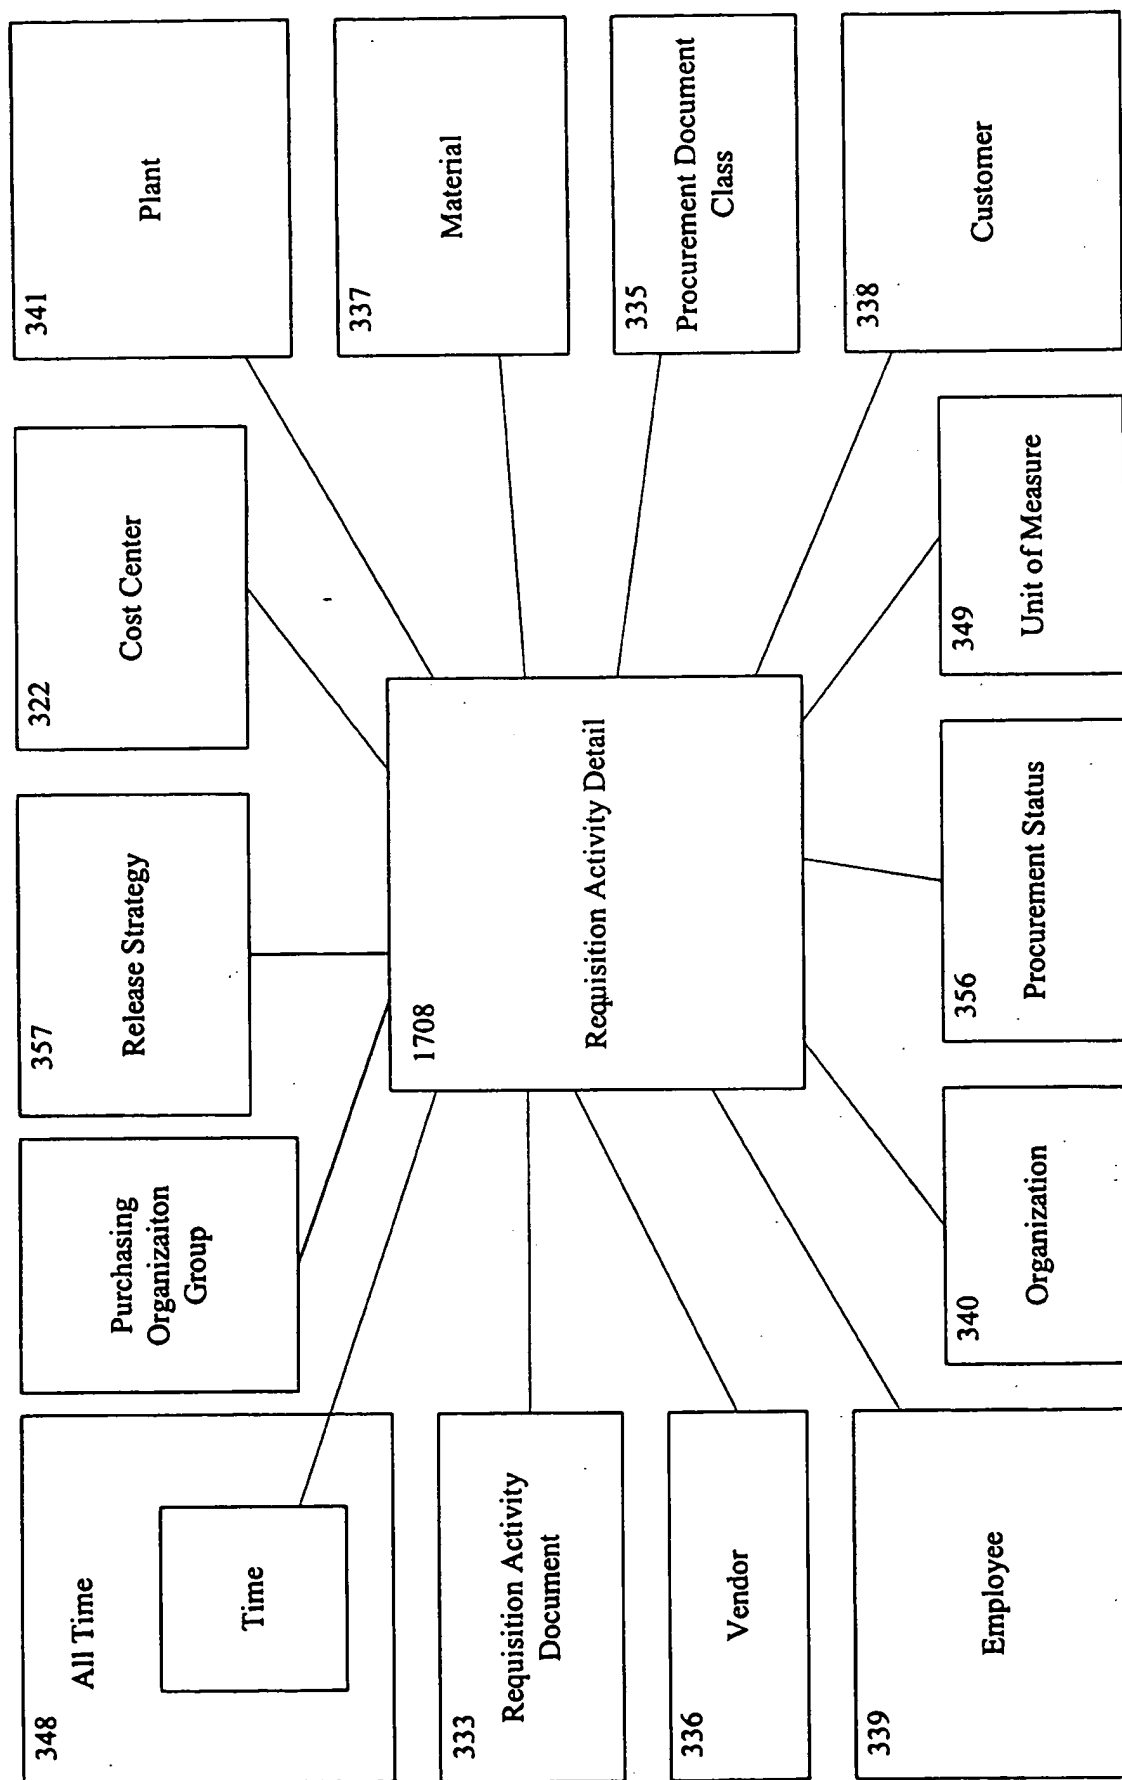 348
All Time
Time
Purchasing
Organizaiton
Group
357
Release Strategy
322
Cost Center
341
Plant
333
Requisition Activity
Document
1708
Requisition Activity Detail
337
Material
336
Vendor
335
Procurement Document
Class
339
Employee
340
Organization
356
Procurement Status
349
Unit of Measure
338
Customer